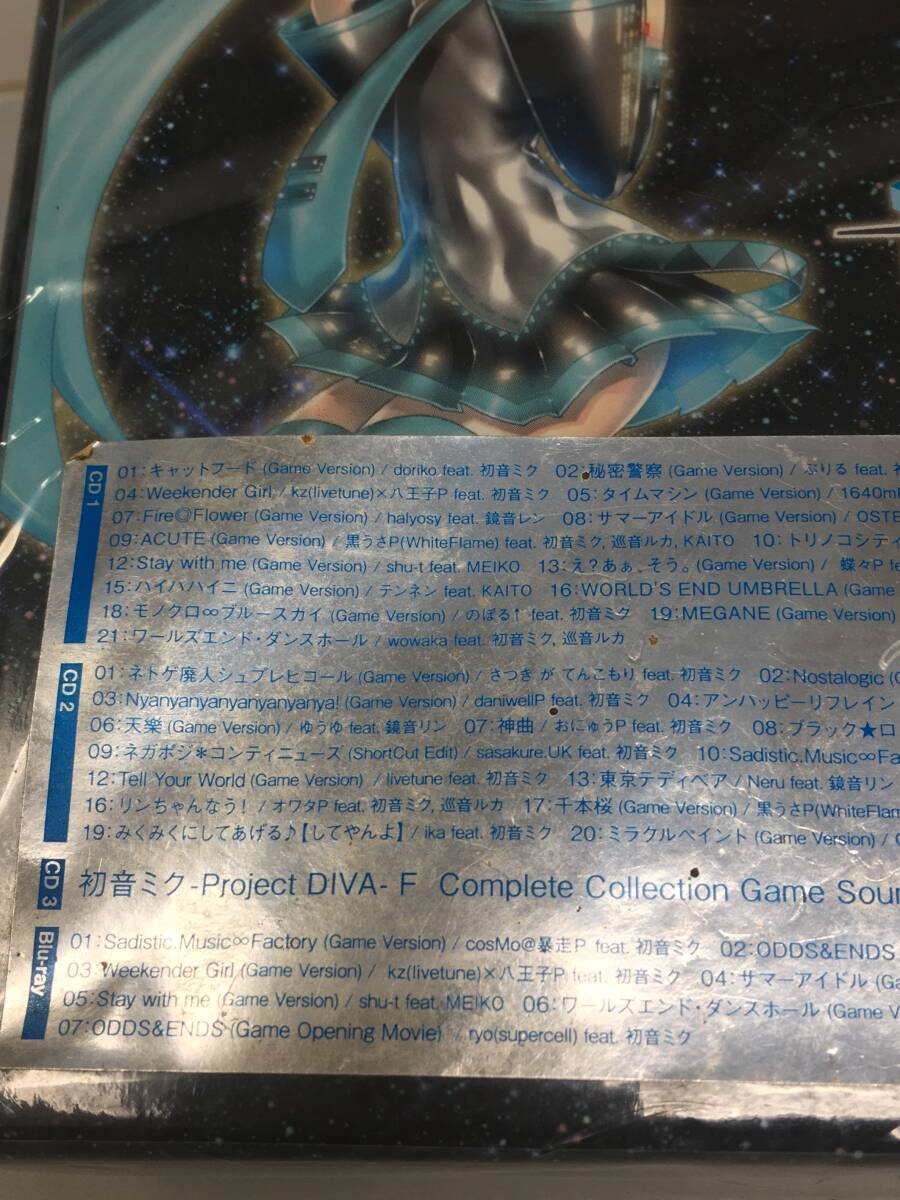 CD 1
01:キャットフード (Game Version) / doriko feat. 初音ミク 02:秘密警察 (Game Version) / ぶりる feat.
04:Weekender Girl / kz(livetune)×八王子P feat. 初音ミク 05:タイムマシン (Game Version) / 1640m
07:Fire◎Flower (Game Version) / halyosy feat. 鏡音レン 08:サマーアイドル (Game Version) / OSTE
09:ACUTE (Game Version) / 黒うさP(WhiteFlame) feat. 初音ミク, 巡音ルカ, KAITO 10:トリノコシティ
12:Stay with me (Game Version) / shu-t feat. MEIKO 13:え?あぁ、そう。(Game Version) / 蝶々P f
15:ハイハハイニ (Game Version) / テンネン feat. KAITO 16:WORLD'S END UMBRELLA (Game
18:モノクロ∞ブルースカイ (Game Version) / のぼる↑ feat. 初音ミク 19:MEGANE (Game Version)
21:ワールズエンド・ダンスホール / wowaka feat. 初音ミク, 巡音ルカ
CD 2
01:ネトゲ廃人シュプレヒコール (Game Version) / さつき が てんこもり feat. 初音ミク 02:Nostalogic (
03:Nyanyanyanyanyanyanya! (Game Version) / daniwellP feat. 初音ミク 04:アンハッピーリフレイン
06:天樂 (Game Version) / ゆうゆ feat. 鏡音リン 07:神曲 / おにゅうP feat. 初音ミク 08:ブラック★ロ
09:ネガポジ*コンティニューズ (ShortCut Edit) / sasakure.UK feat. 初音ミク 10:Sadistic.Music∞Fa
12:Tell Your World (Game Version) / livetune feat. 初音ミク 13:東京テディベア / Neru feat. 鏡音リン
16:リンちゃんなう! / オワタP feat. 初音ミク, 巡音ルカ 17:千本桜 (Game Version) / 黒うさP(WhiteFlam
19:みくみくにしてあげる♪【してやんよ】 / ika feat. 初音ミク 20:ミラクルペイント (Game Version) /
CD 3
初音ミク-Project DIVA- F Complete Collection Game Soun
Blu-ray
01:Sadistic.Music∞Factory (Game Version) / cosMo@暴走P feat. 初音ミク 02:ODDS&ENDS
03:Weekender Girl (Game Version) / kz(livetune)×八王子P feat. 初音ミク 04:サマーアイドル (Ga
05:Stay with me (Game Version) / shu-t feat. MEIKO 06:ワールズエンド・ダンスホール (Game V
07:ODDS&ENDS (Game Opening Movie) / ryo(supercell) feat. 初音ミク